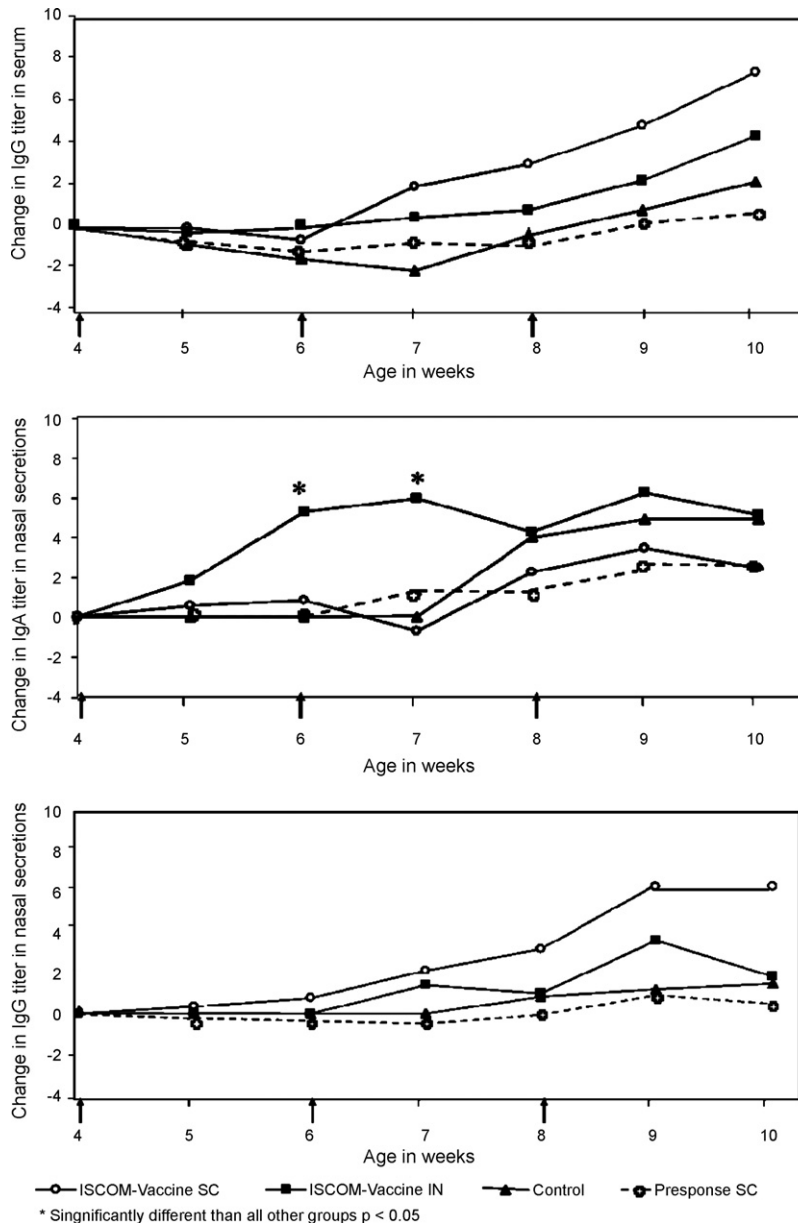 10
8
6
4
2
0
-2
-4
Change in IgG titer in serum
4 5 6 7 8 9 10
Age in weeks
10
8
6
4
2
0
-2
-4
Change in IgA titer in nasal secretions
* *
4 5 6 7 8 9 10
Age in weeks
10
8
6
4
2
0
-2
-4
Change in IgG titer in nasal secretions
4 5 6 7 8 9 10
Age in weeks
ISCOM-Vaccine SC ISCOM-Vaccine IN Control Presponse SC
* Singnificantly different than all other groups p < 0.05